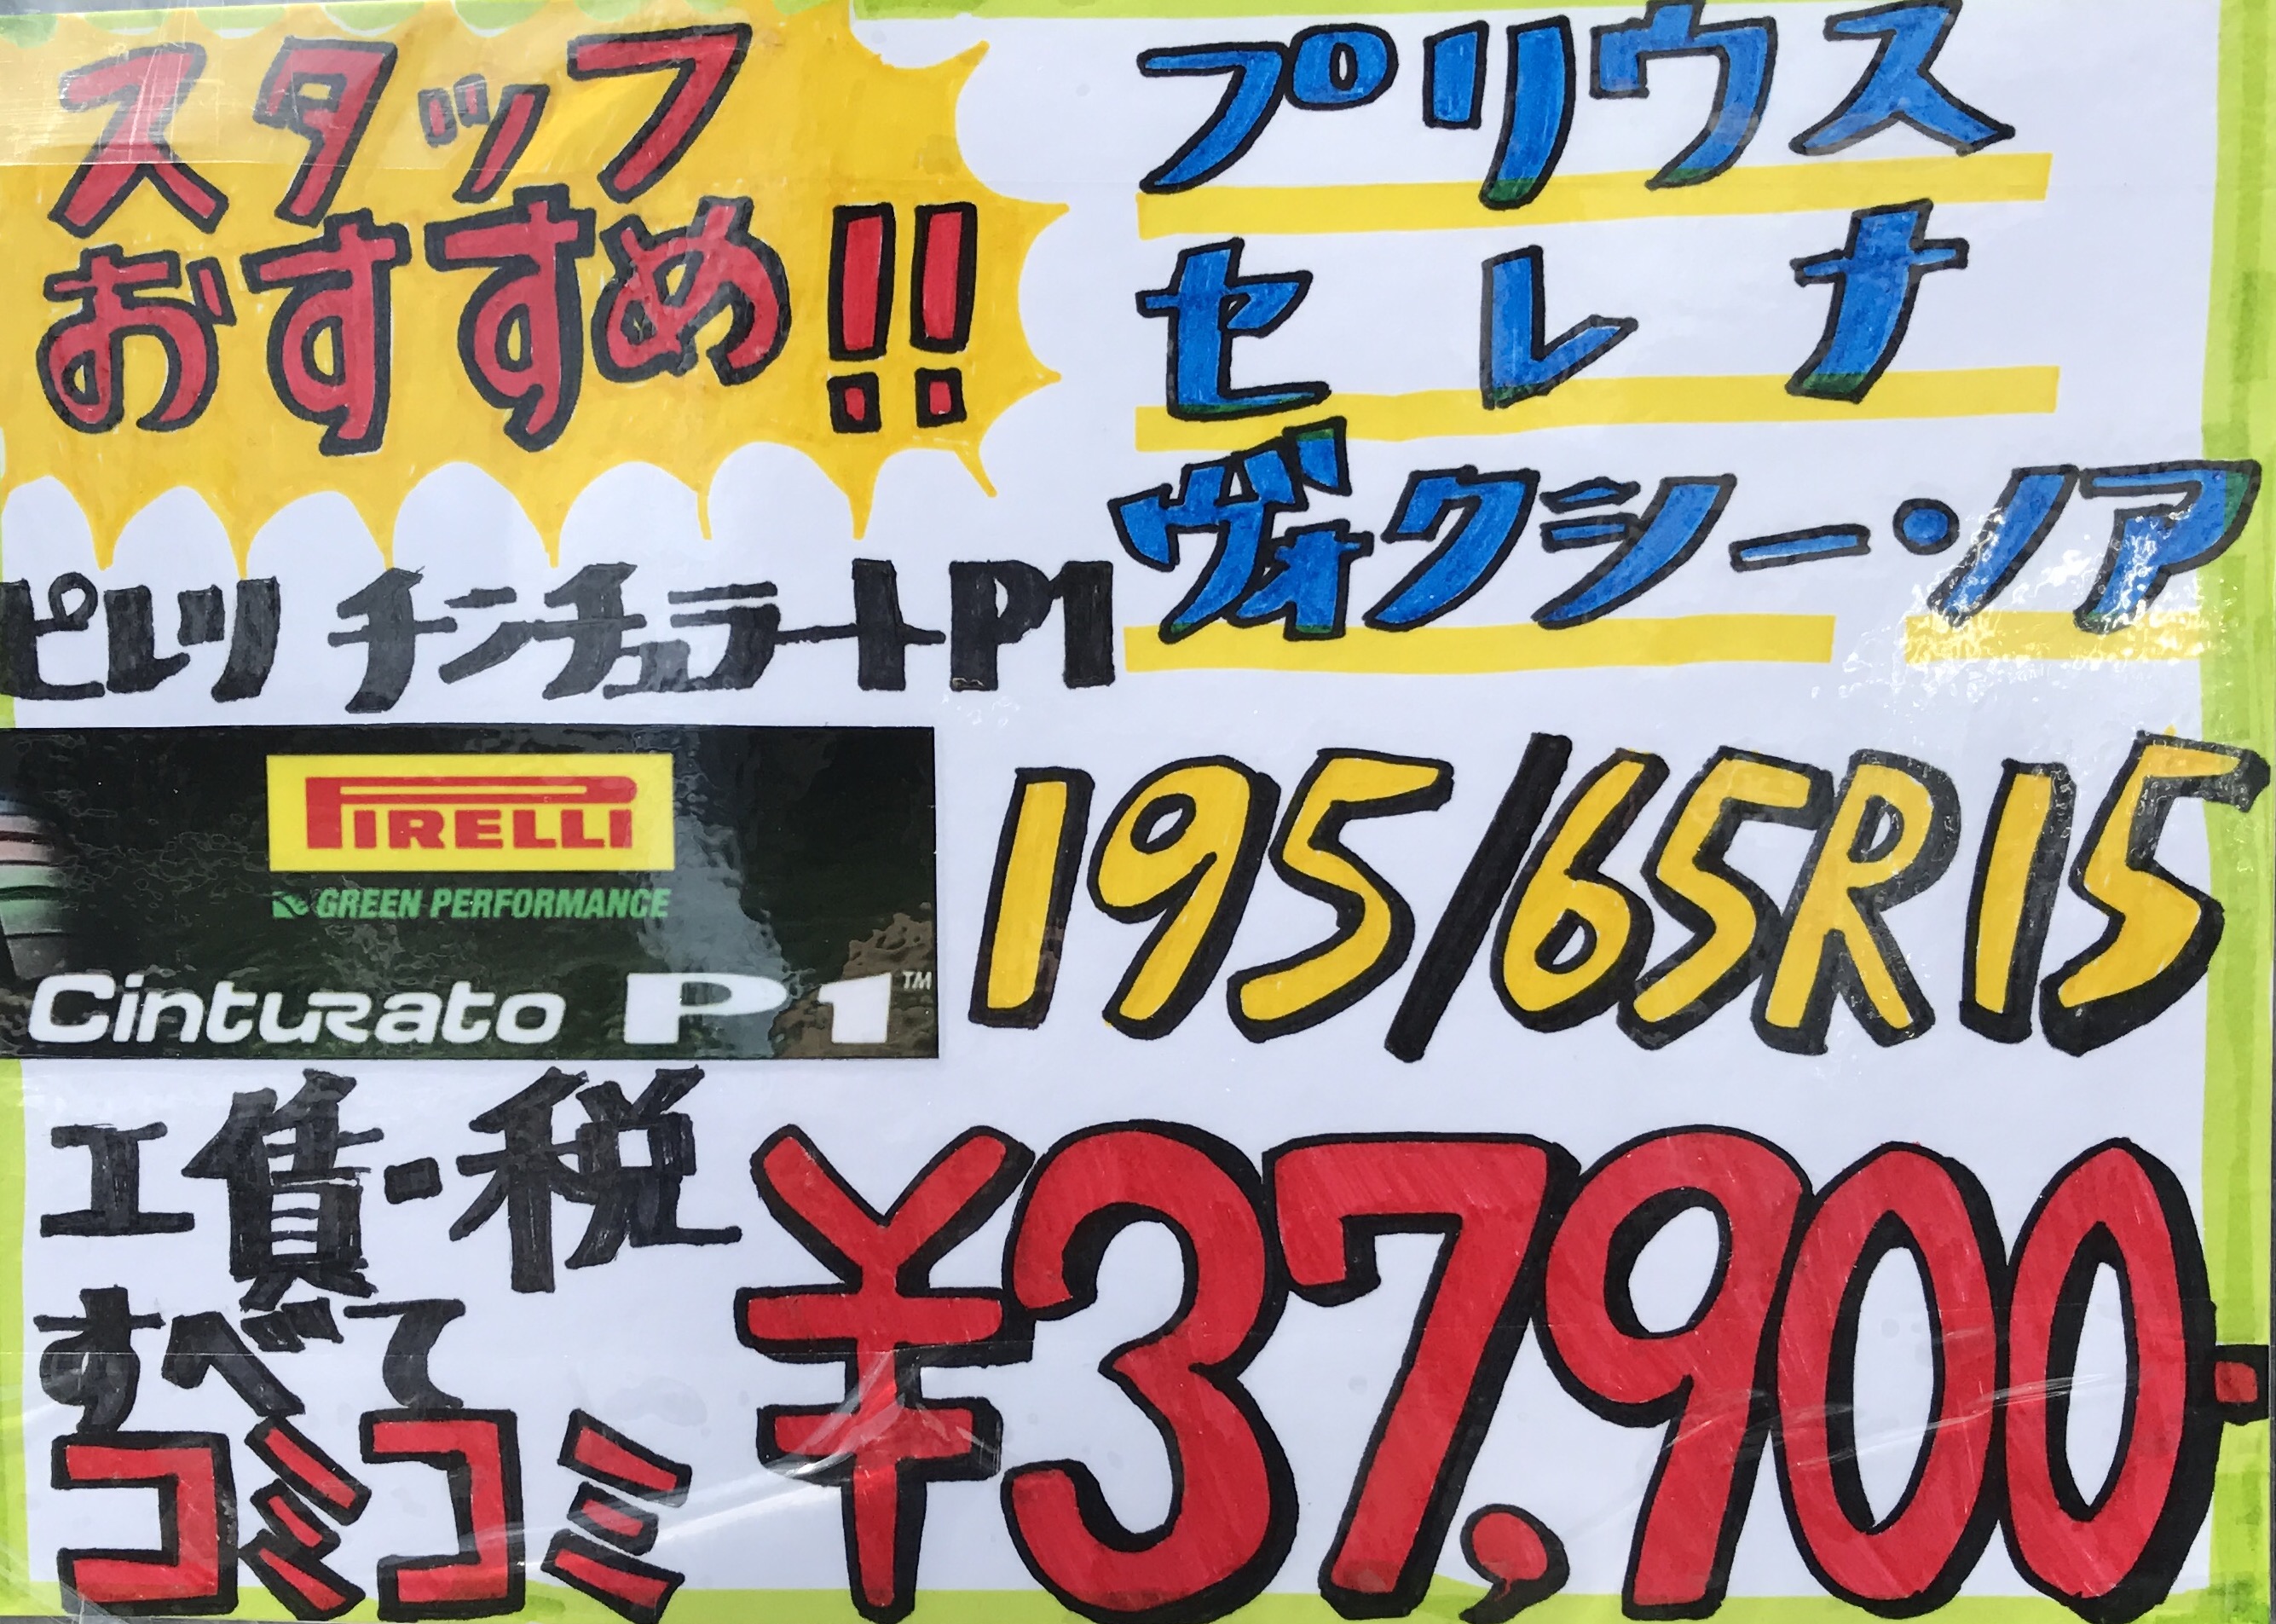 スタッフ
おすすめ!!
プリウス
セレナ
ヴォクシー・ノア
ピレリ チンチュラートP1
PIRELLI
GREEN PERFORMANCE
Cinturato P1™
195/65R15
工賃・税
すべて
コミコミ
¥37,900-